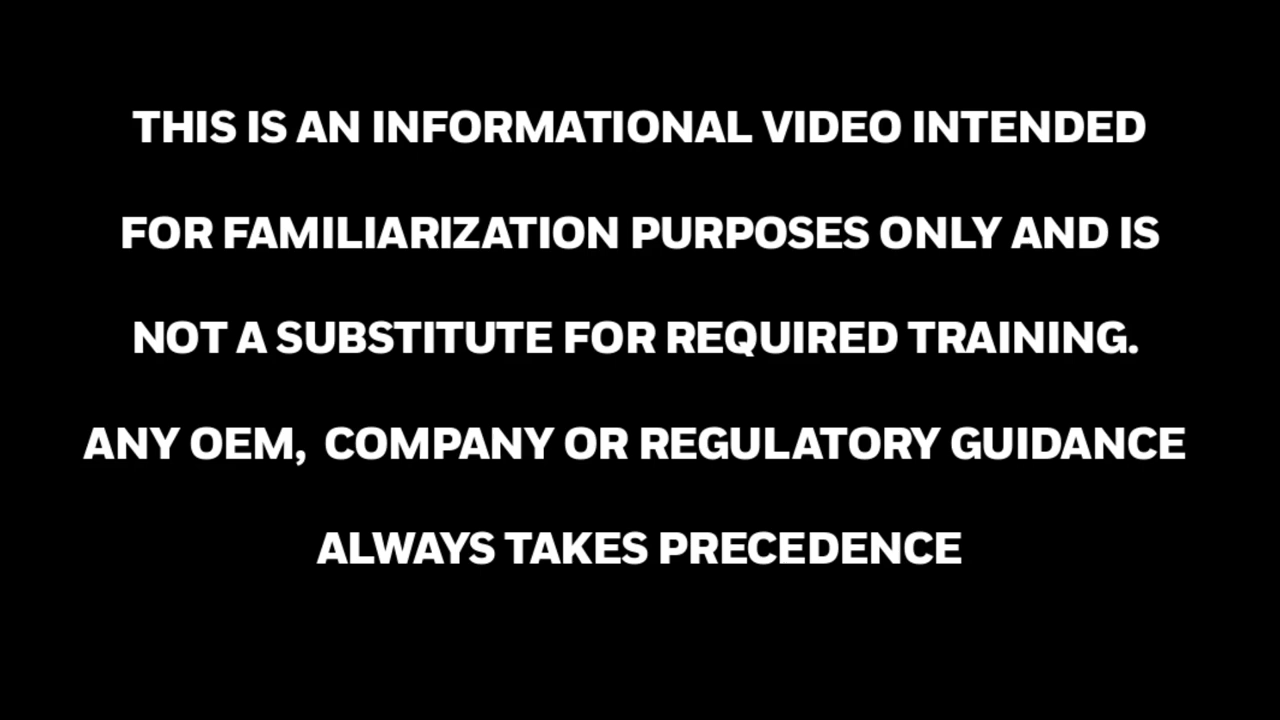 THIS IS AN INFORMATIONAL VIDEO INTENDED
FOR FAMILIARIZATION PURPOSES ONLY AND IS
NOT A SUBSTITUTE FOR REQUIRED TRAINING.
ANY OEM,  COMPANY OR REGULATORY GUIDANCE
ALWAYS TAKES PRECEDENCE